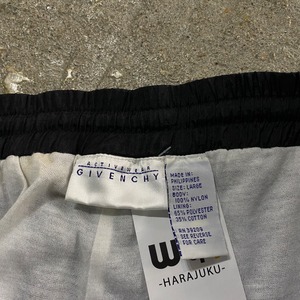 ACTIVEWEAR
GIVENCHY
MADE IN
PHILIPPINES
SIZE: LARGE
BODY:
100% NYLON
LINING:
65% POLYESTER
35% COTTON
RN 39209
SEE REVERSE
FOR CARE
-HARAJUKU-